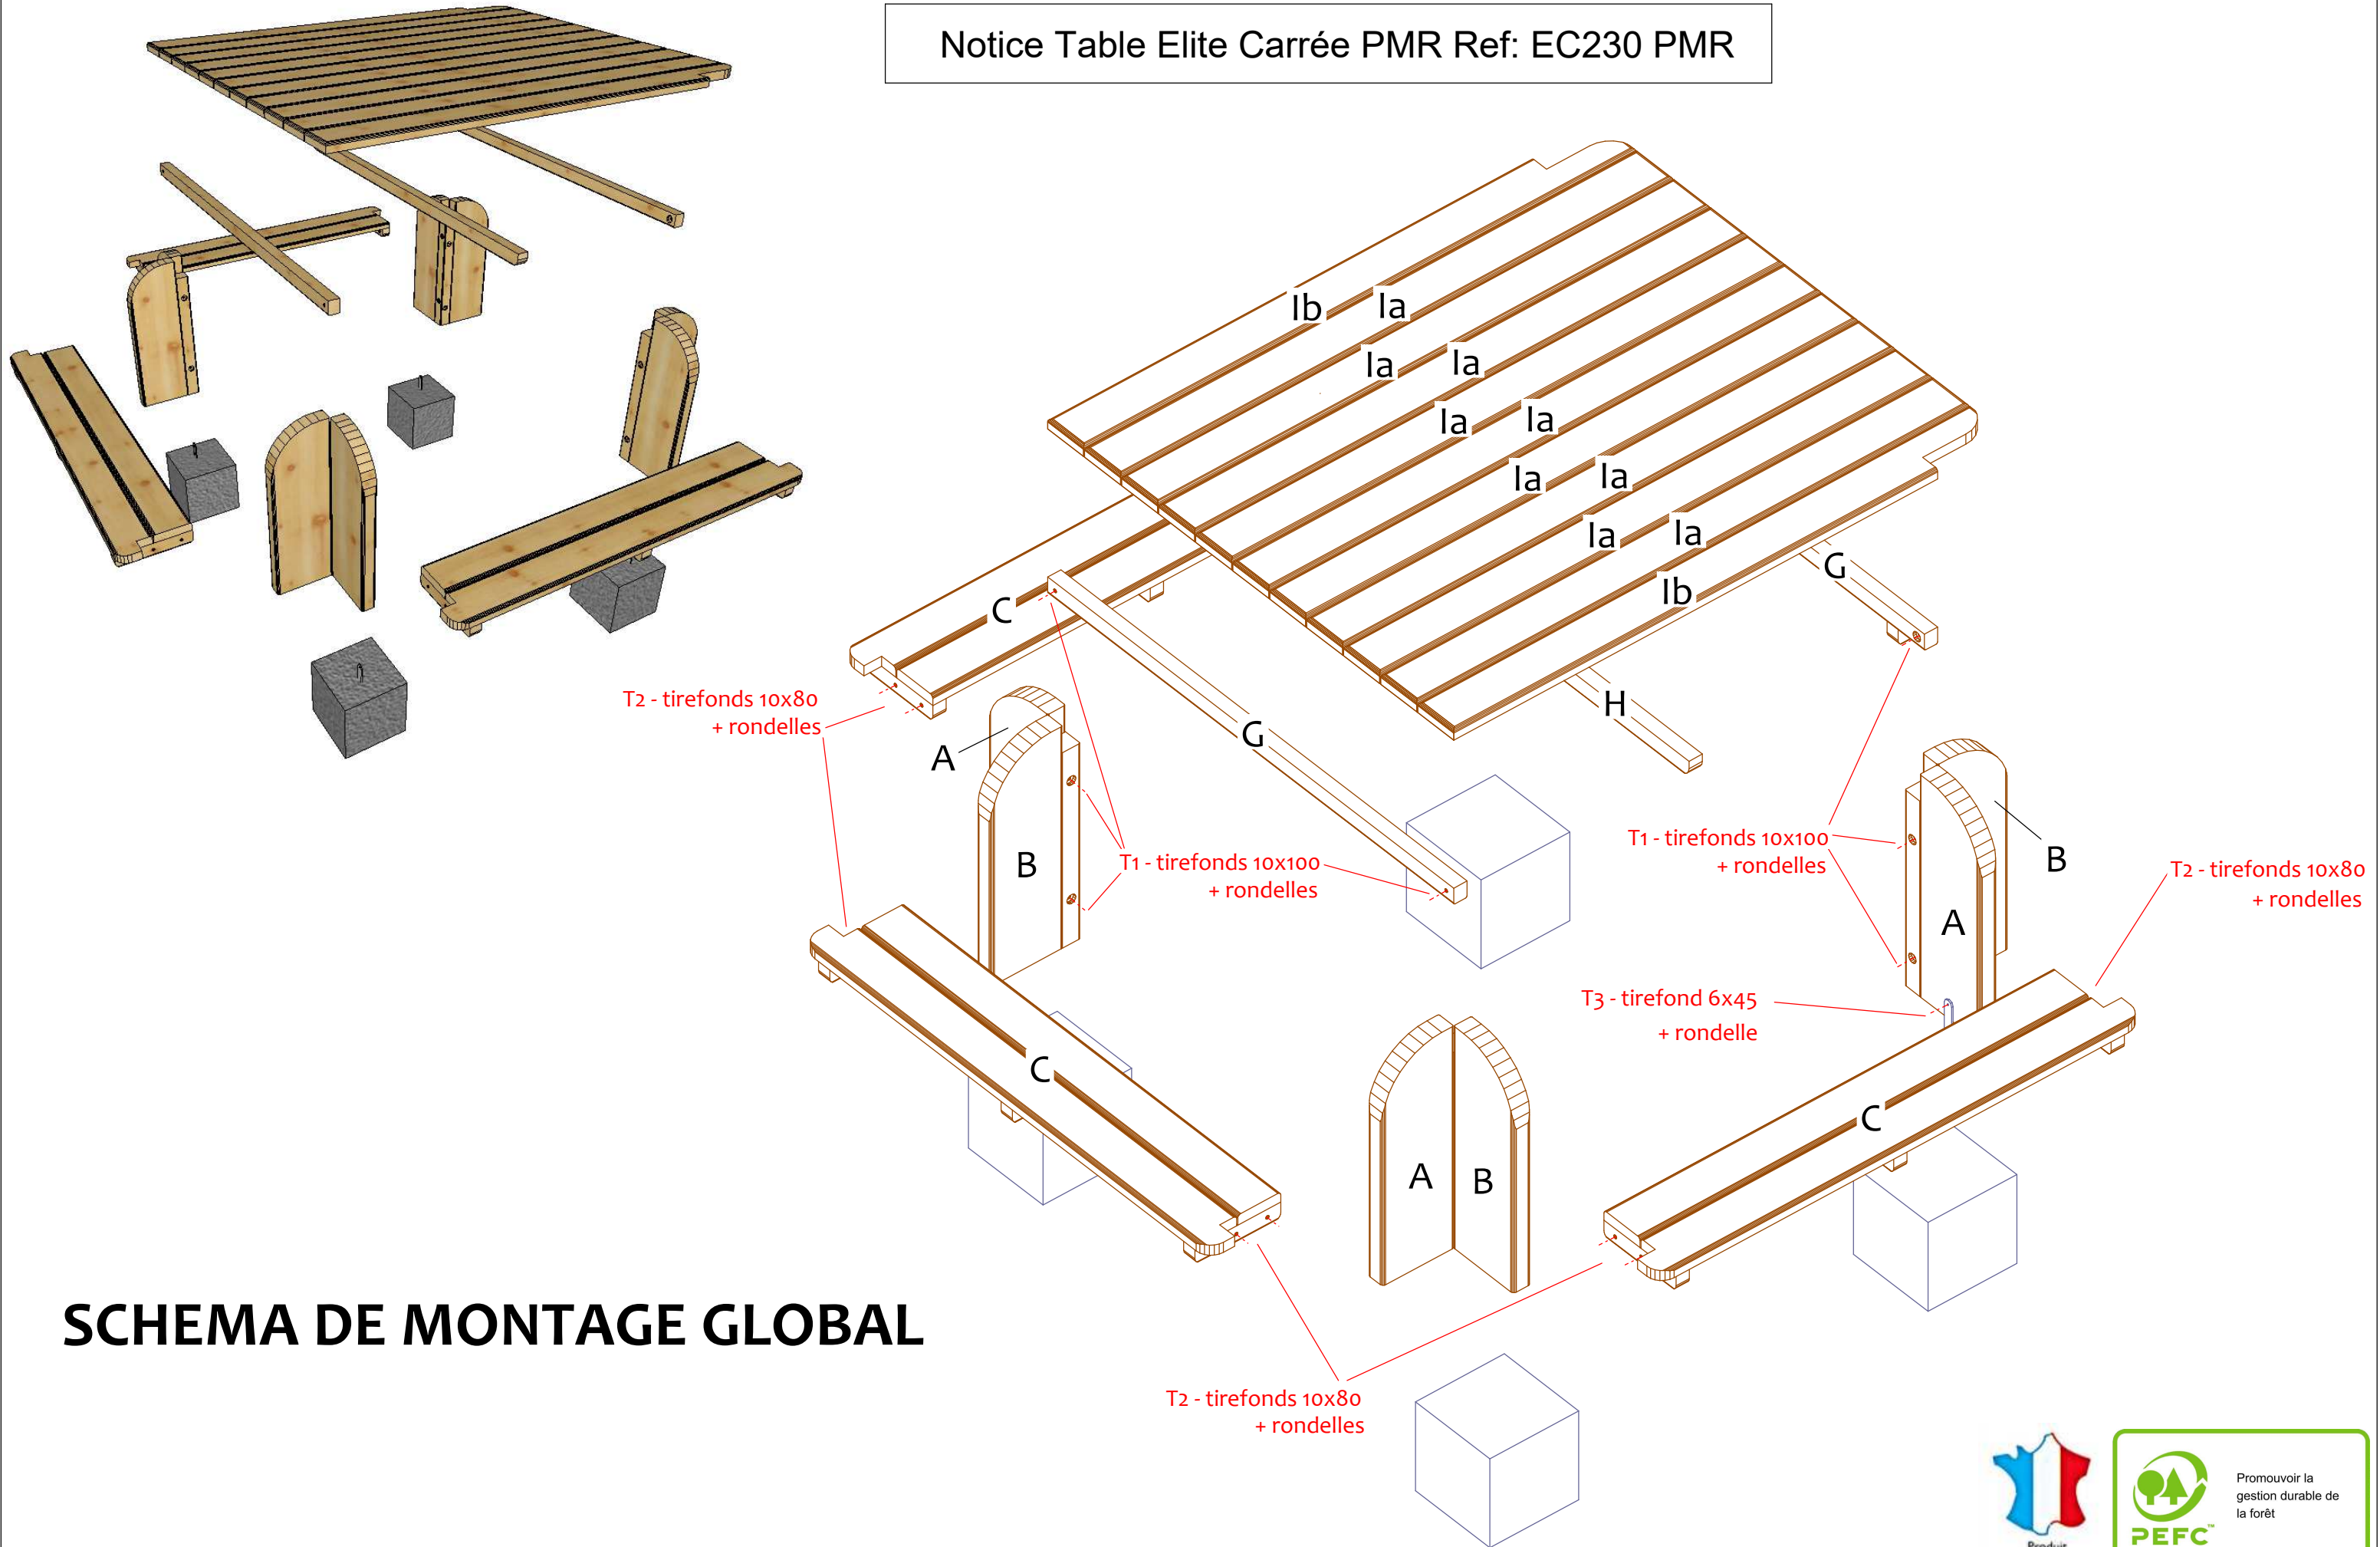 Notice Table Elite Carrée PMR Ref: EC230 PMR
Ib
Ia
Ia
Ia
Ia
Ia
Ia
Ia
Ia
Ia
Ib
G
C
H
G
T2 - tirefonds 10x80
+ rondelles
A
B
T1 - tirefonds 10x100
+ rondelles
T1 - tirefonds 10x100
+ rondelles
B
T2 - tirefonds 10x80
+ rondelles
A
T3 - tirefond 6x45
+ rondelle
C
C
A
B
SCHEMA DE MONTAGE GLOBAL
T2 - tirefonds 10x80
+ rondelles
Promouvoir la
gestion durable de
la forêt
PEFC™